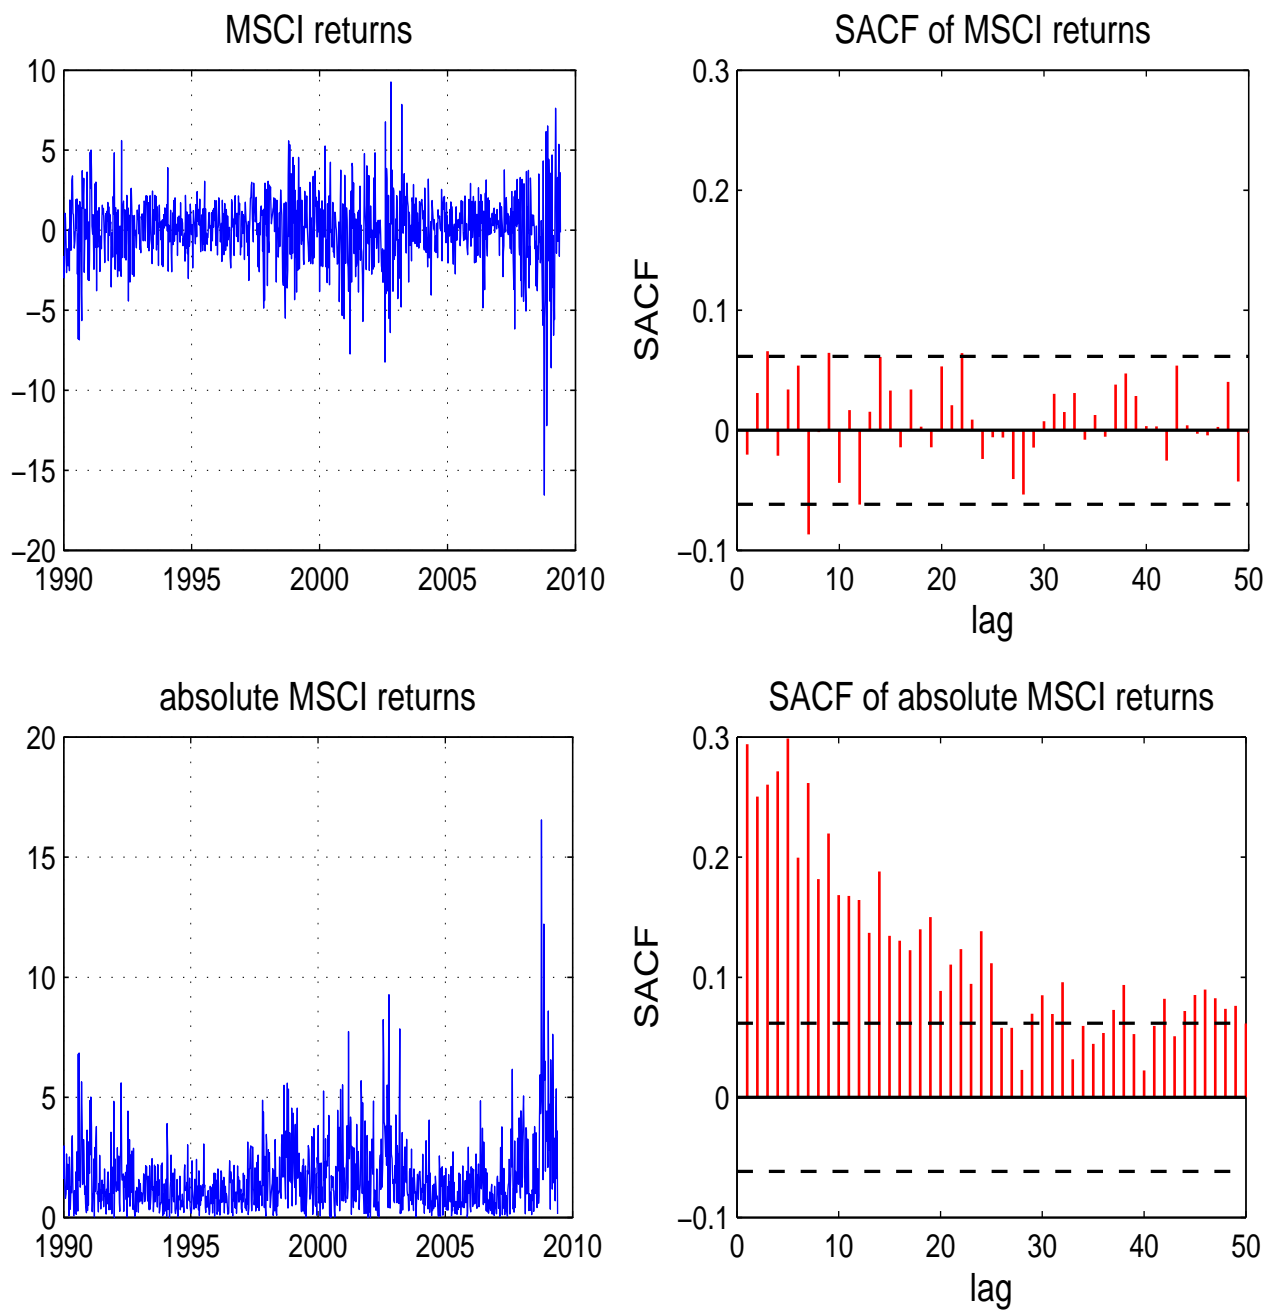 MSCI returns
10
5
0
−5
−10
−15
−20
1990 1995 2000 2005 2010
SACF of MSCI returns
SACF
0.3
0.2
0.1
0
−0.1
0 10 20 30 40 50
lag
absolute MSCI returns
20
15
10
5
0
1990 1995 2000 2005 2010
SACF of absolute MSCI returns
SACF
0.3
0.2
0.1
0
−0.1
0 10 20 30 40 50
lag